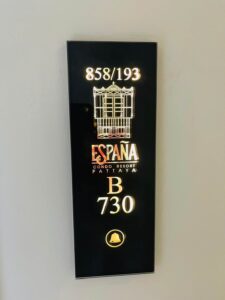 858/193
ESPAÑA
CONDO RESORT
PATTAYA
B
730